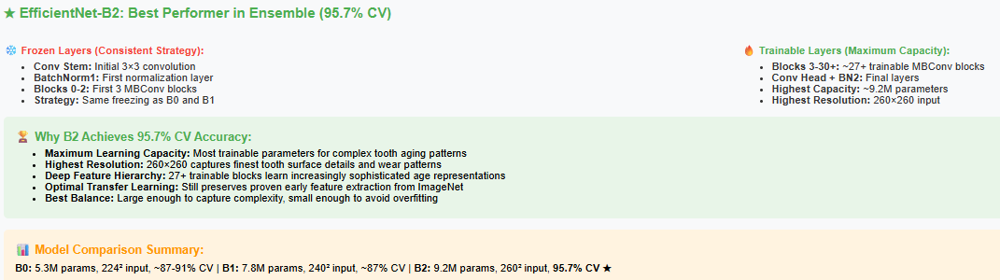 ★ EfficientNet-B2: Best Performer in Ensemble (95.7% CV)
❄️ Frozen Layers (Consistent Strategy):
• Conv Stem: Initial 3×3 convolution
• BatchNorm1: First normalization layer
• Blocks 0-2: First 3 MBConv blocks
• Strategy: Same freezing as B0 and B1
🔥 Trainable Layers (Maximum Capacity):
• Blocks 3-30+: ~27+ trainable MBConv blocks
• Conv Head + BN2: Final layers
• Highest Capacity: ~9.2M parameters
• Highest Resolution: 260×260 input
🏆 Why B2 Achieves 95.7% CV Accuracy:
• Maximum Learning Capacity: Most trainable parameters for complex tooth aging patterns
• Highest Resolution: 260×260 captures finest tooth surface details and wear patterns
• Deep Feature Hierarchy: 27+ trainable blocks learn increasingly sophisticated age representations
• Optimal Transfer Learning: Still preserves proven early feature extraction from ImageNet
• Best Balance: Large enough to capture complexity, small enough to avoid overfitting
📊 Model Comparison Summary:
B0: 5.3M params, 224² input, ~87-91% CV | B1: 7.8M params, 240² input, ~87% CV | B2: 9.2M params, 260² input, 95.7% CV ★